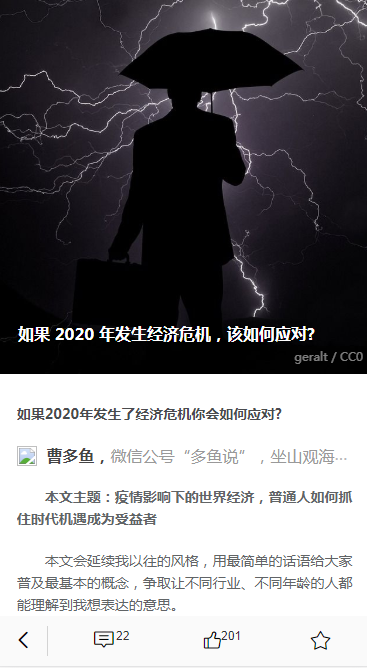 如果 2020 年发生经济危机，该如何应对?
geralt / CC0
如果2020年发生了经济危机你会如何应对?
曹多鱼，微信公号“多鱼说”，坐山观海···
本文主题：疫情影响下的世界经济，普通人如何抓
住时代机遇成为受益者
本文会延续我以往的风格，用最简单的话语给大家
普及最基本的概念，争取让不同行业、不同年龄的人都
能理解到我想表达的意思。
22
201